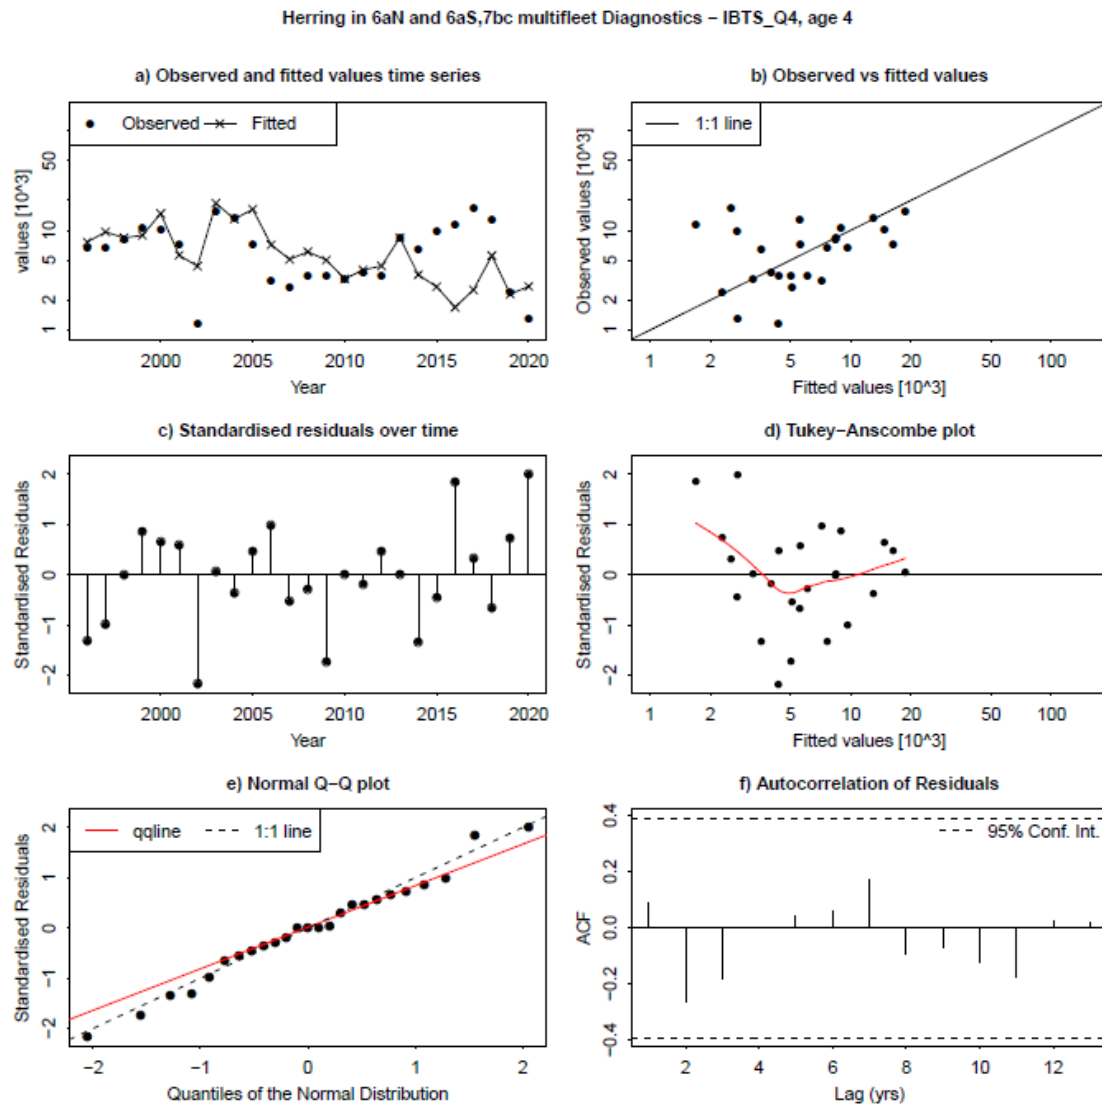 Herring in 6aN and 6aS,7bc multifleet Diagnostics − IBTS_Q4, age 4
a) Observed and fitted values time series
Observed
Fitted
values [10^3]
1 2 5 10 50
2000 2005 2010 2015 2020
Year
b) Observed vs fitted values
1:1 line
Observed values [10^3]
1 2 5 10 50
1 2 5 10 20 50 100
Fitted values [10^3]
c) Standardised residuals over time
Standardised Residuals
−2 −1 0 1 2
2000 2005 2010 2015 2020
Year
d) Tukey−Anscombe plot
Standardised Residuals
−2 −1 0 1 2
1 2 5 10 20 50 100
Fitted values [10^3]
e) Normal Q−Q plot
qqline
1:1 line
Standardised Residuals
−2 −1 0 1 2
−2 −1 0 1 2
Quantiles of the Normal Distribution
f) Autocorrelation of Residuals
95% Conf. Int.
ACF
−0.4 −0.2 0.0 0.2 0.4
2 4 6 8 10 12
Lag (yrs)